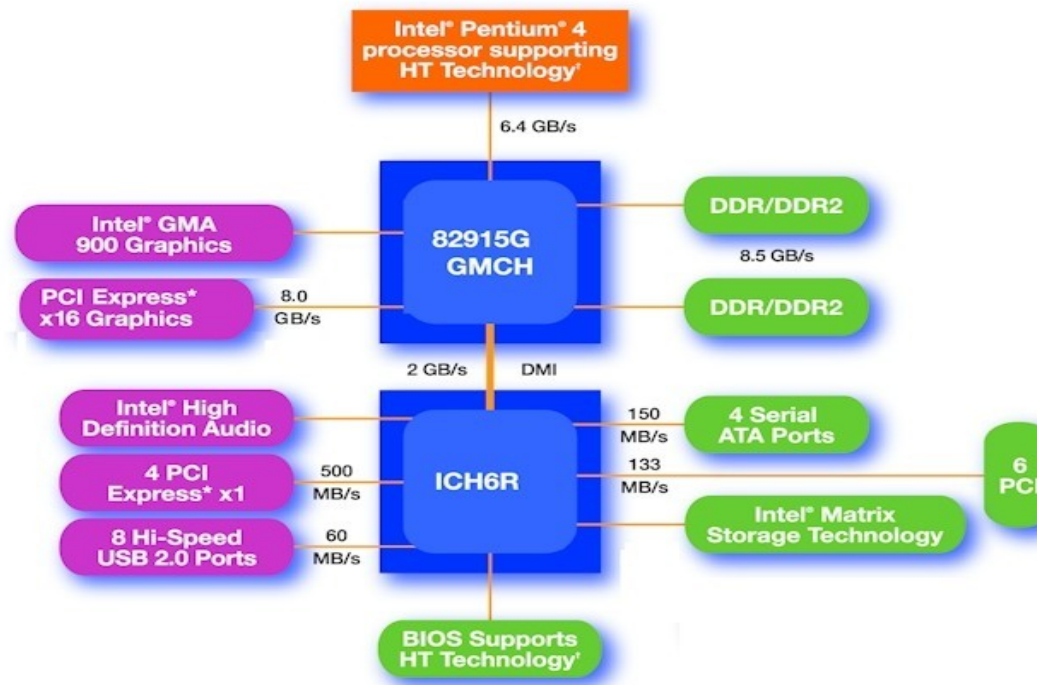 Intel® Pentium® 4
processor supporting
HT Technology†
6.4 GB/s
Intel® GMA
900 Graphics
82915G
GMCH
DDR/DDR2
8.5 GB/s
PCI Express*
x16 Graphics
8.0
GB/s
DDR/DDR2
2 GB/s
DMI
Intel® High
Definition Audio
150
MB/s
4 Serial
ATA Ports
4 PCI
Express* x1
500
MB/s
ICH6R
133
MB/s
6
PCI
8 Hi-Speed
USB 2.0 Ports
60
MB/s
Intel® Matrix
Storage Technology
BIOS Supports
HT Technology†